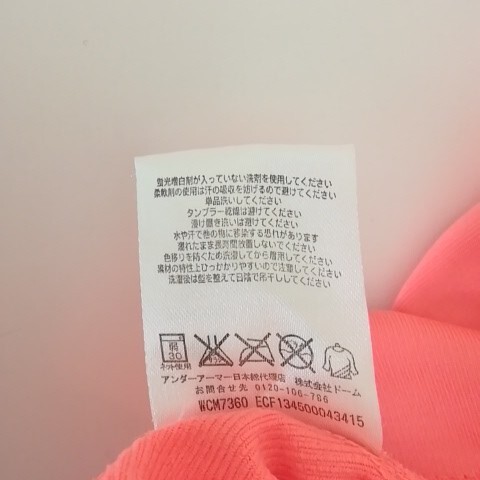 蛍光増白剤が入っていない洗剤を使用してください
柔軟剤の使用は汗の吸収を妨げるので避けてください
単品洗いしてください
タンブラー乾燥は避けてください
漬け置き洗いは避けてください
水や汗で他の物に移染する恐れがあります
濡れたまま長時間放置しないでください
色移りを防ぐため洗濯してから着用してください
素材の特性上ひっかかりやすいので注意してください
洗濯後は形を整えて日陰で吊干ししてください
弱
30
ネット使用
アンダーアーマー日本総代理店 株式会社ドーム
お問合せ先 0120-106-786
WCM7360 ECF134500043415